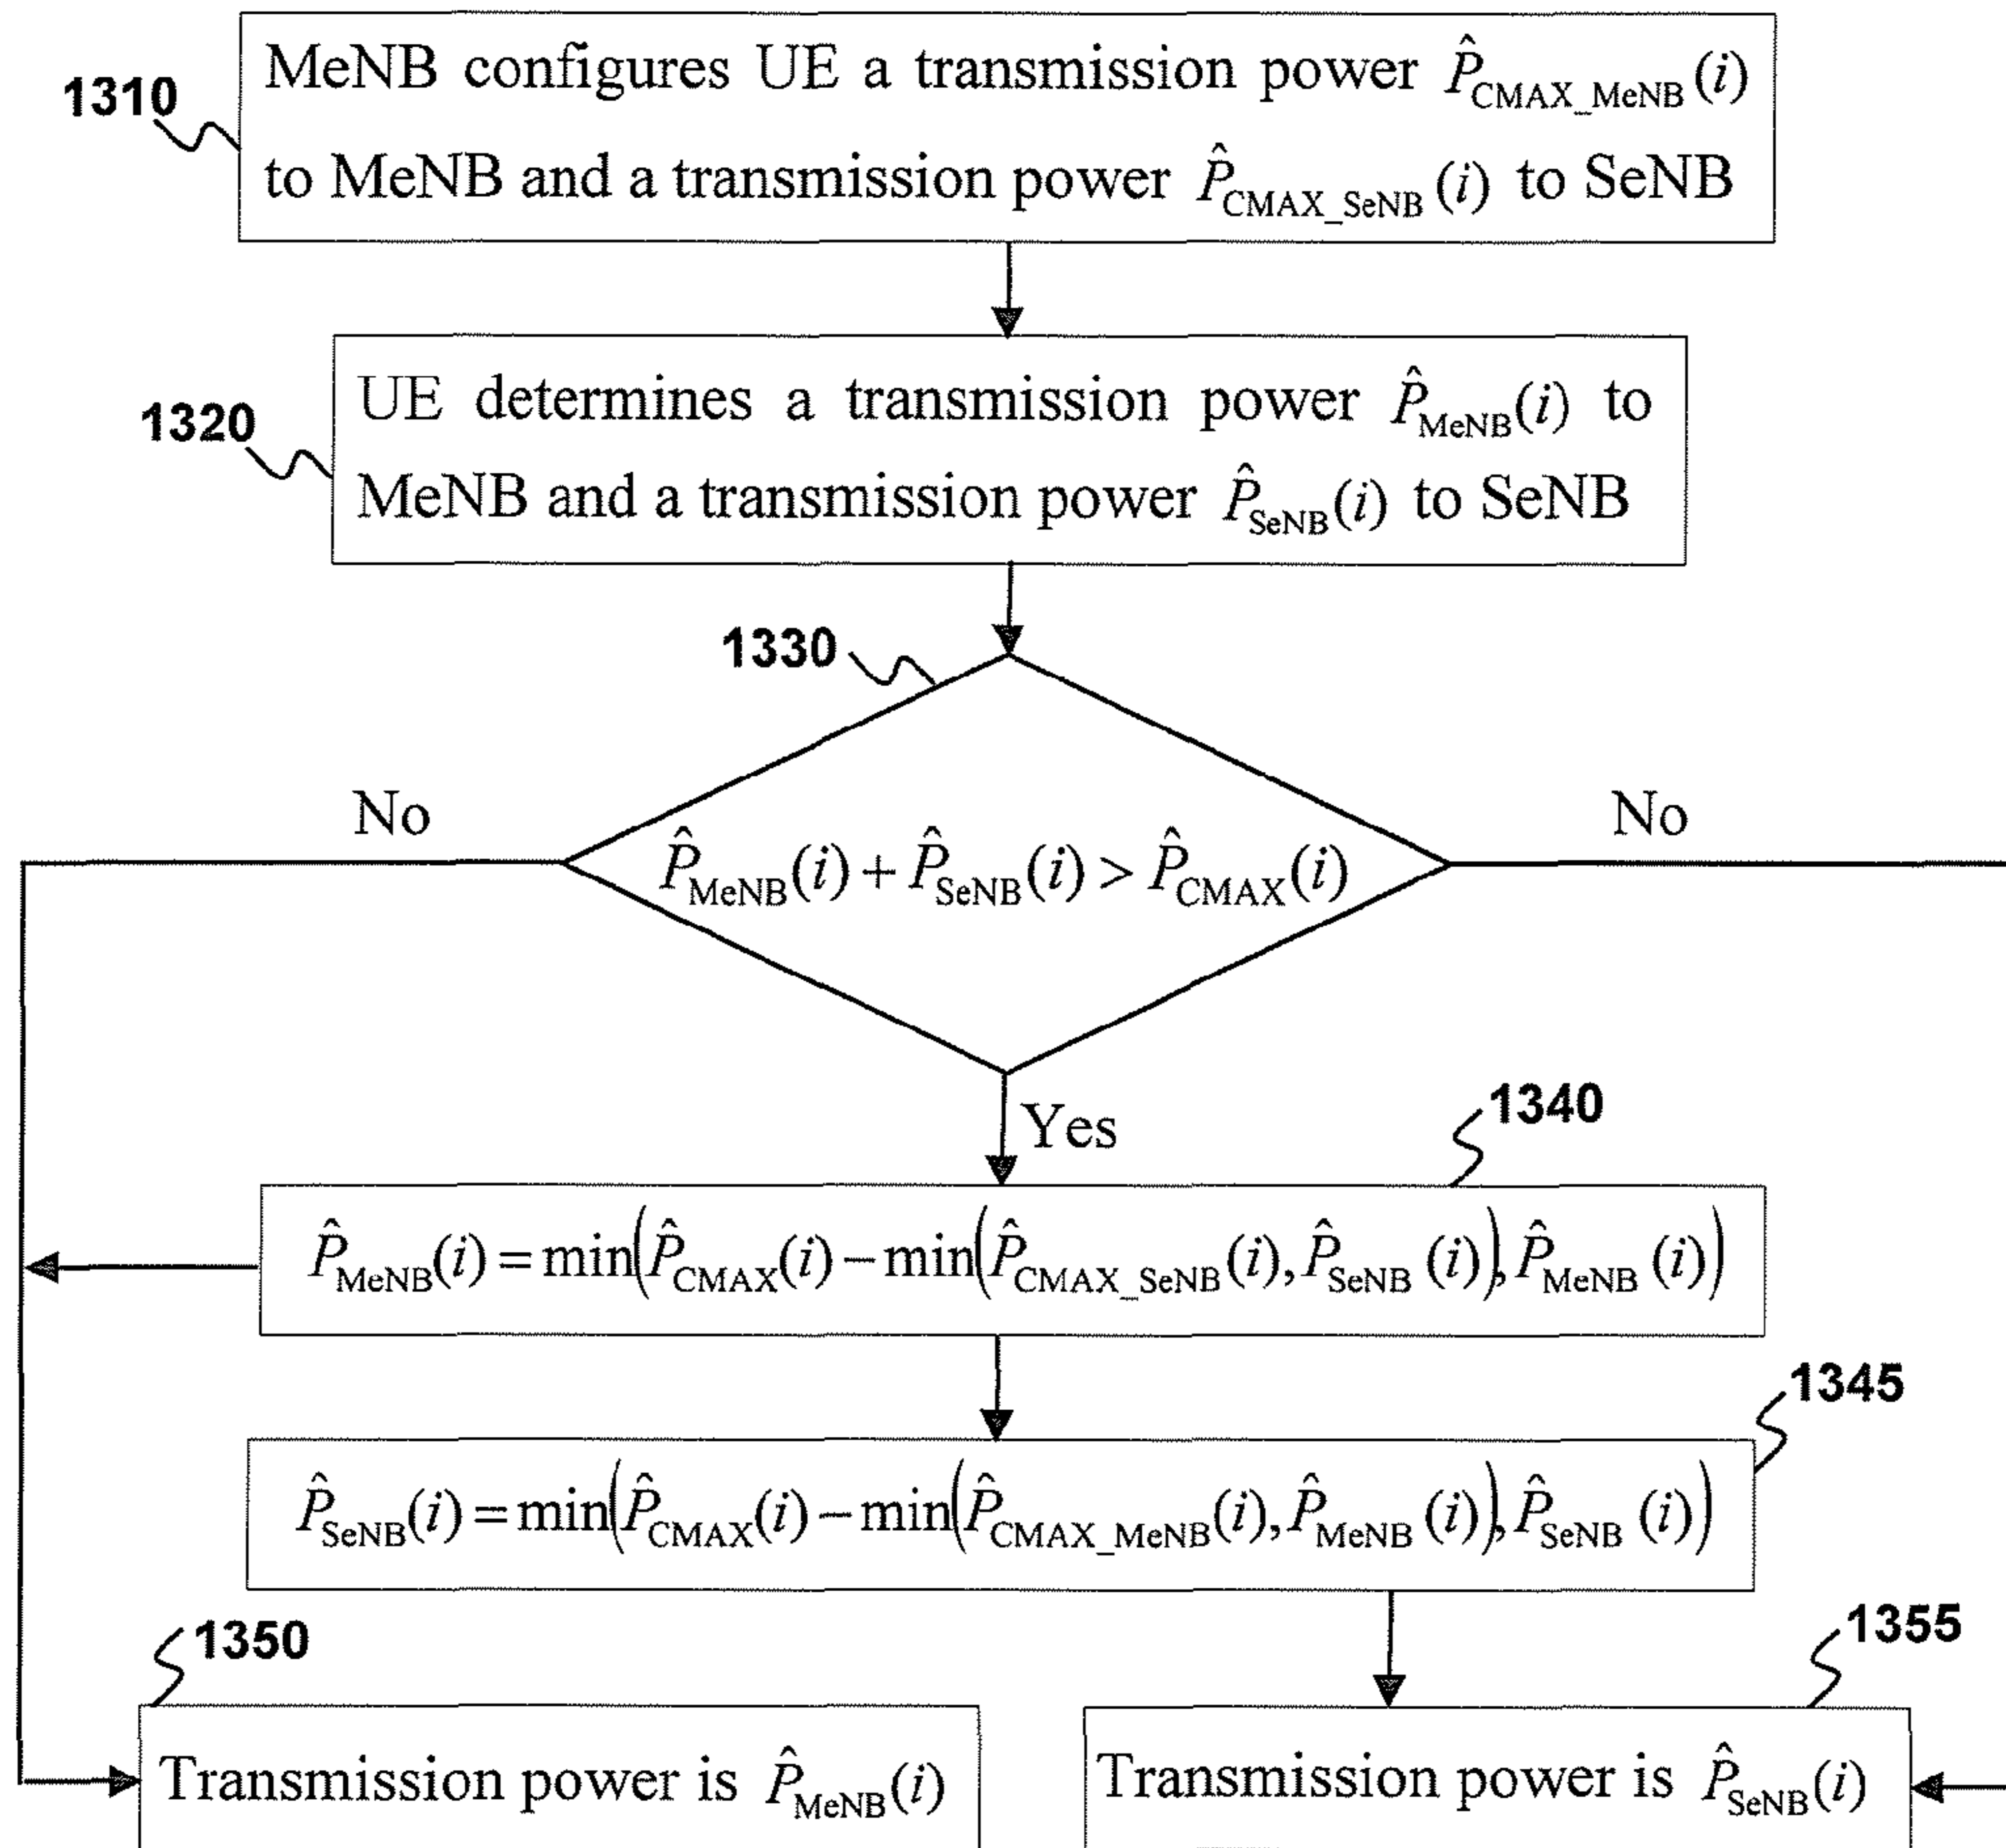 MeNB configures UE a transmission power P̂CMAX_MeNB(i)
1310
to MeNB and a transmission power P̂CMAX_SeNB(i) to SeNB
UE determines a transmission power P̂MeNB(i) to
1320
MeNB and a transmission power P̂SeNB(i) to SeNB
1330
No
No
P̂MeNB(i) + P̂SeNB(i) > P̂CMAX(i)
Yes
1340
P̂MeNB(i) = min(P̂CMAX(i) − min(P̂CMAX_SeNB(i), P̂SeNB(i)), P̂MeNB(i))
1345
P̂SeNB(i) = min(P̂CMAX(i) − min(P̂CMAX_MeNB(i), P̂MeNB(i)), P̂SeNB(i))
1350
1355
Transmission power is P̂MeNB(i)
Transmission power is P̂SeNB(i)